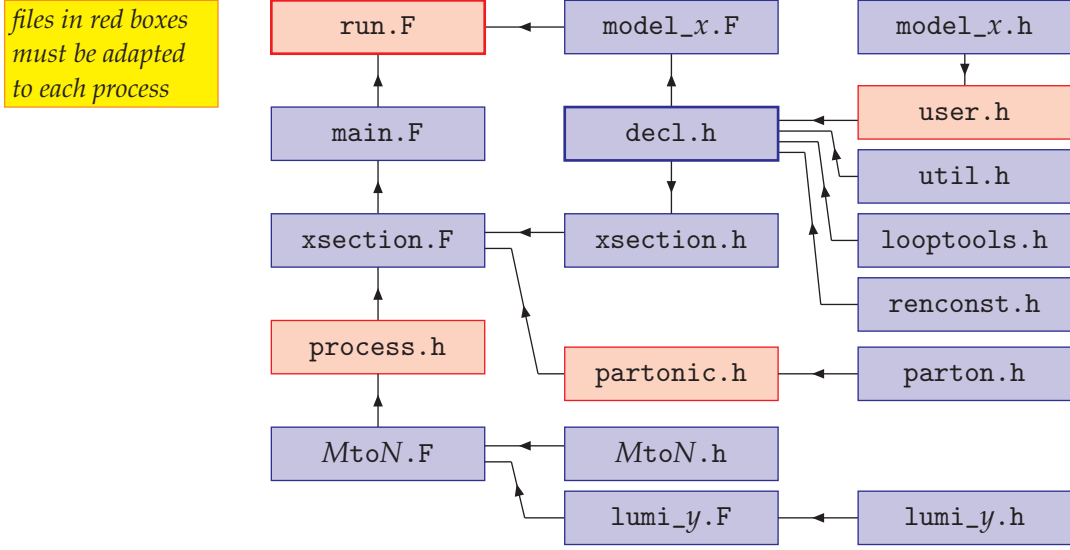 files in red boxes
must be adapted
to each process
run.F
model_x.F
model_x.h
main.F
decl.h
user.h
util.h
xsection.F
xsection.h
looptools.h
renconst.h
process.h
partonic.h
parton.h
MtoN.F
MtoN.h
lumi_y.F
lumi_y.h